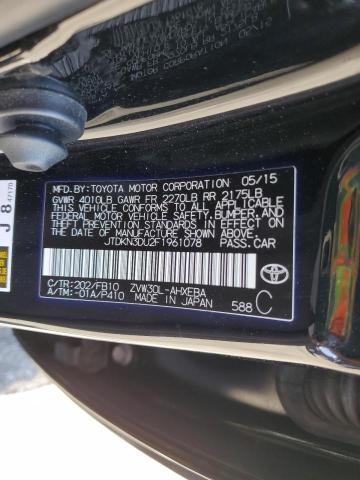 MFD. BY:TOYOTA MOTOR CORPORATION 05/15
GVWR 4010LB GAWR FR 2270LB RR 2175LB
THIS VEHICLE CONFORMS TO ALL APPLICABLE
FEDERAL MOTOR VEHICLE SAFETY, BUMPER, AND
THEFT PREVENTION STANDARDS IN EFFECT ON
THE DATE OF MANUFACTURE SHOWN ABOVE.
JTDKN3DU2F1961078 PASS.CAR
C/TR:202/FB10 ZVW30L-AHXEBA
A/TM:-01A/P410 MADE IN JAPAN 588 C
J 8
47170